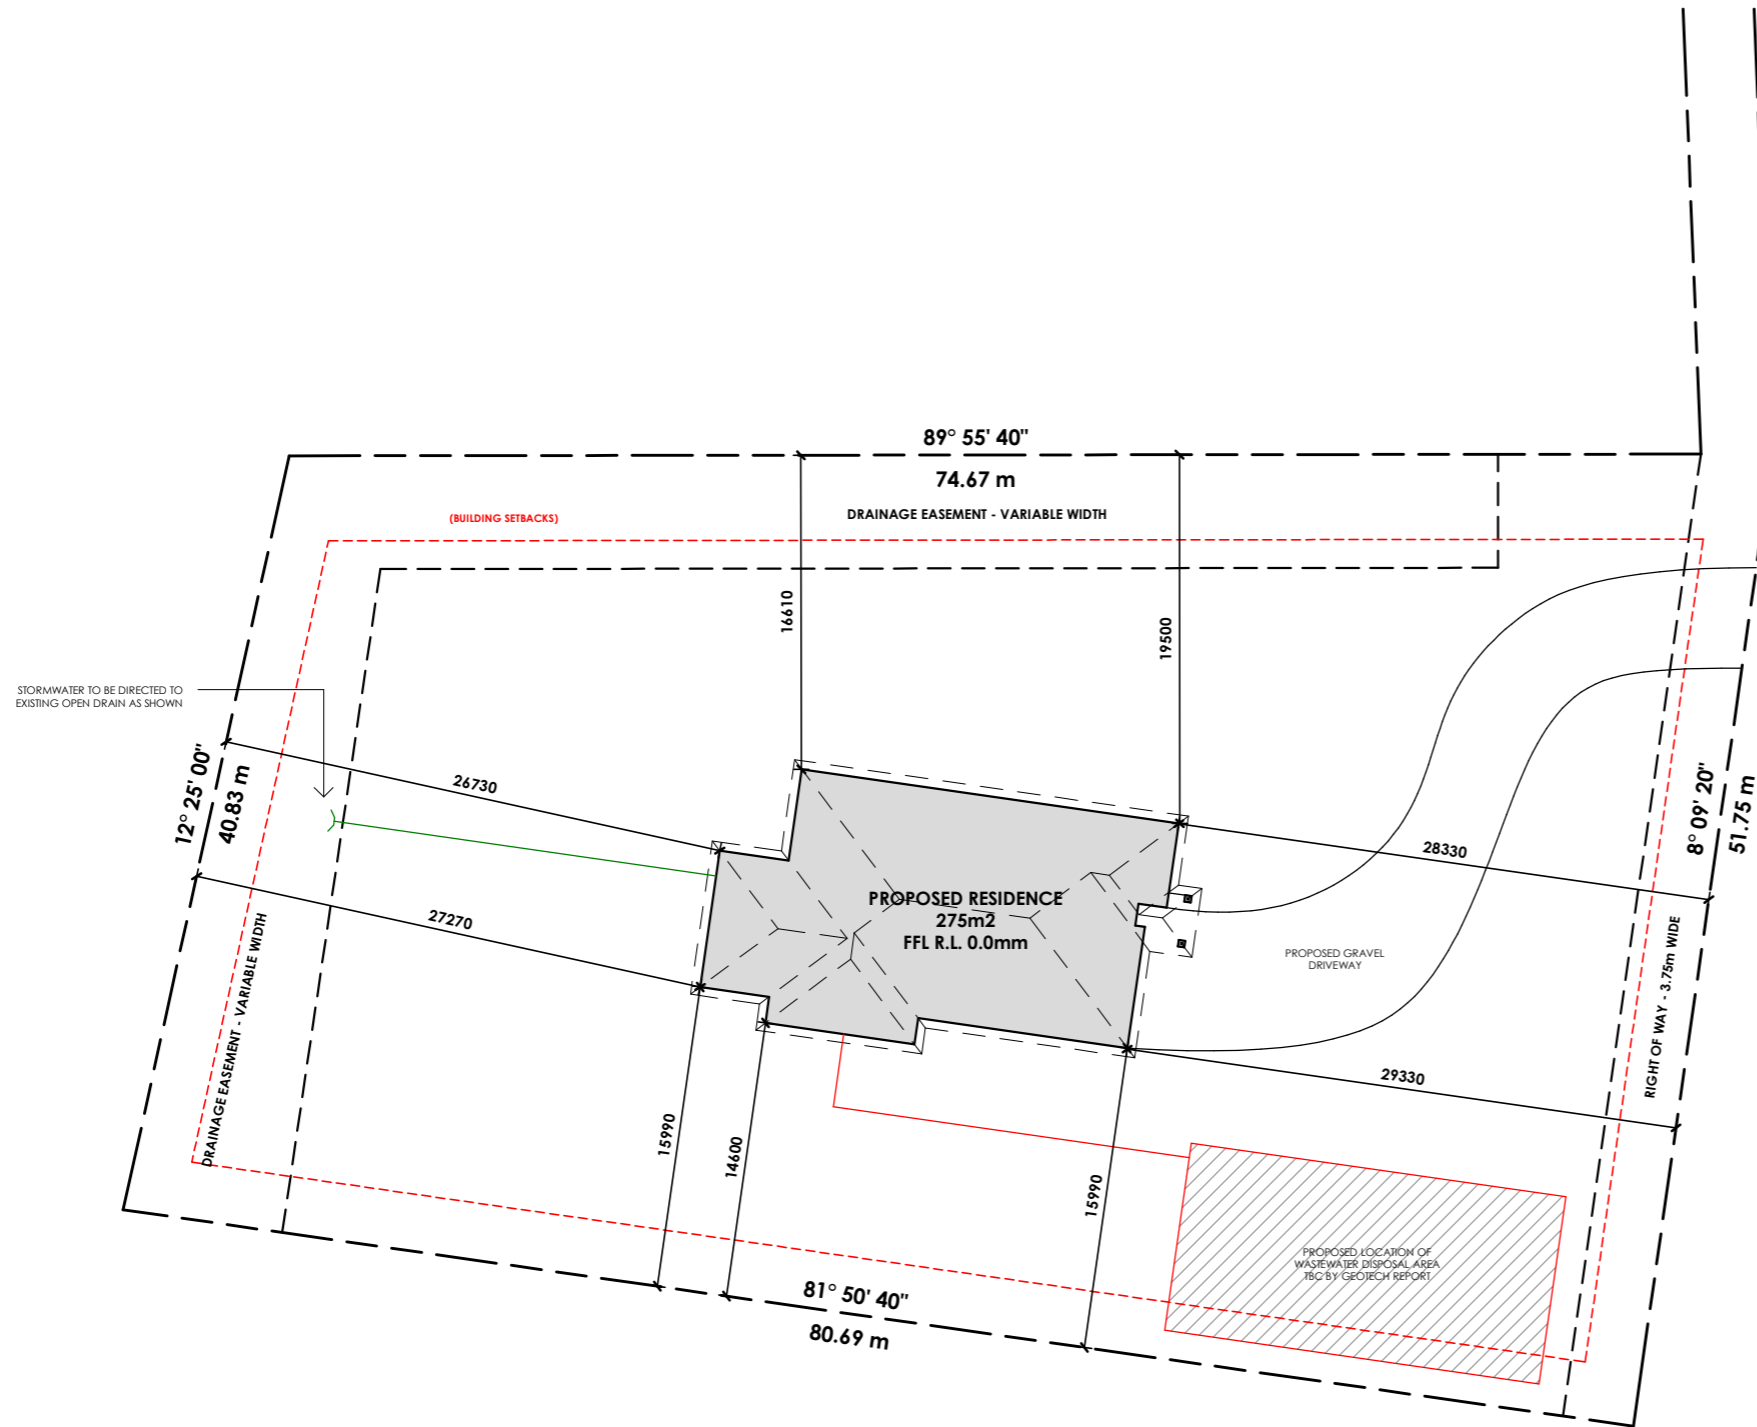 89° 55' 40"
74.67 m
(BUILDING SETBACKS)
DRAINAGE EASEMENT - VARIABLE WIDTH
16610
19500
STORMWATER TO BE DIRECTED TO
EXISTING OPEN DRAIN AS SHOWN
12° 25' 00"
40.83 m
26730
27270
DRAINAGE EASEMENT - VARIABLE WIDTH
PROPOSED RESIDENCE
275m2
FFL R.L. 0.0mm
28330
8° 09' 20"
51.75 m
PROPOSED GRAVEL
DRIVEWAY
RIGHT OF WAY - 3.75m WIDE
29330
15990
14600
15990
PROPOSED LOCATION OF
WASTEWATER DISPOSAL AREA
TBC BY GEOTECH REPORT
81° 50' 40"
80.69 m